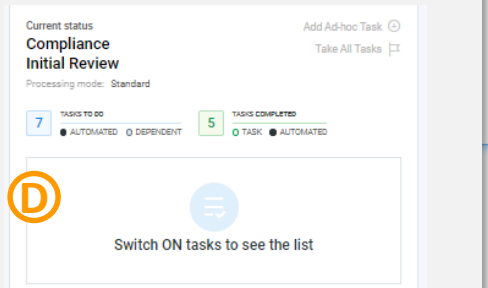 Current status
Add Ad-hoc Task
Compliance
Initial Review
Take All Tasks
Processing mode: Standard
7
TASKS TO DO
AUTOMATED DEPENDENT
5
TASKS COMPLETED
TASK AUTOMATED
D
Switch ON tasks to see the list